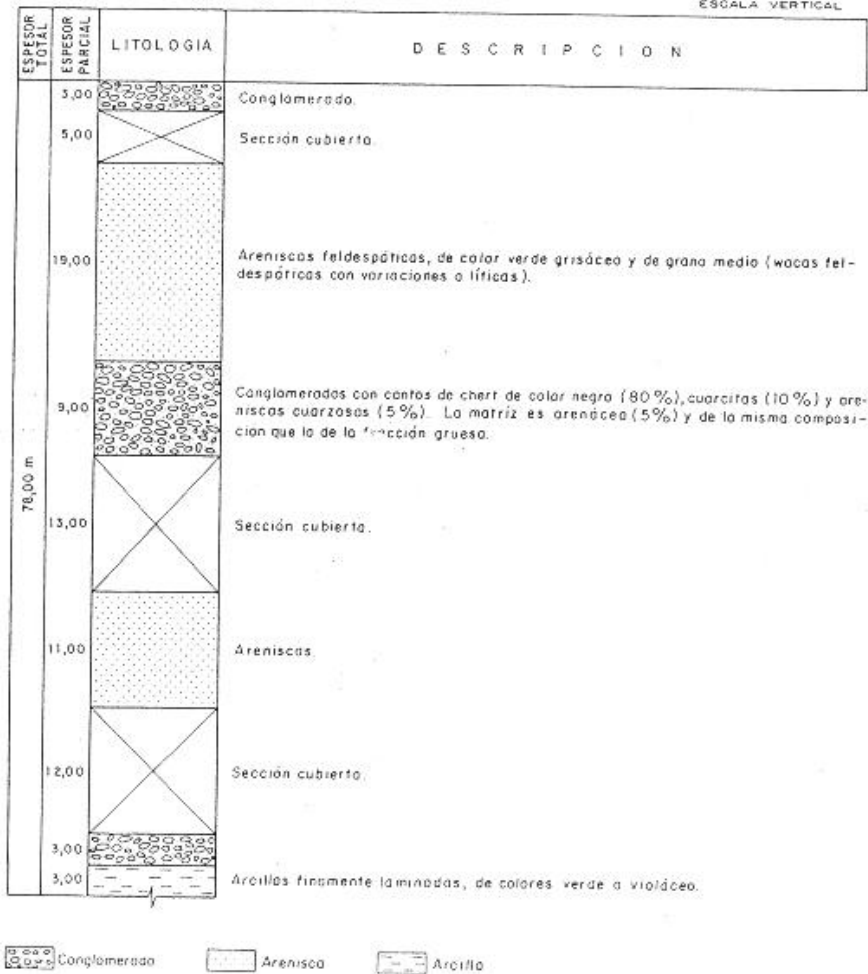 ESCALA VERTICAL
ESPESOR TOTAL
ESPESOR PARCIAL
LITOLOGIA
DESCRIPCION
78,00 m
3,00
Conglomerado.
5,00
Sección cubierta.
19,00
Areniscas feldespáticas, de color verde grisáceo y de grano medio (wacas fel-
despáticas con variaciones a líticas).
9,00
Conglomerados con cantos de chert de color negro (80%), cuarcitas (10%) y are-
niscas cuarzosas (5%). La matríz es arenácea (5%) y de la misma composi-
cion que la de la fracción gruesa.
13,00
Sección cubierta.
11,00
Areniscas.
12,00
Sección cubierta.
3,00
3,00
Arcillas finamente laminadas, de colores verde a violáceo.
Conglomerado
Arenisca
Arcilla